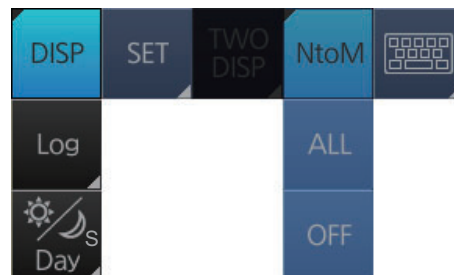 DISP
SET
TWO
DISP
NtoM
Log
ALL
S
Day
OFF